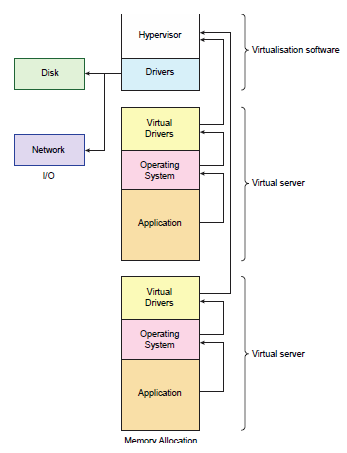 Hypervisor
Virtualisation software
Disk
Drivers
Virtual
Drivers
Network
Operating
System
I/O
Virtual server
Application
Virtual
Drivers
Operating
System
Virtual server
Application
Memory Allocation